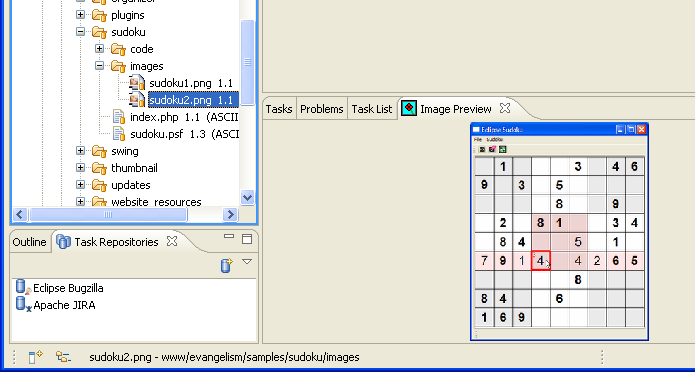 plugins
sudoku
code
images
sudoku1.png 1.1
sudoku2.png 1.1
index.php 1.1 (ASCII
sudoku.psf 1.3 (ASCI
swing
thumbnail
updates
website_resources
Outline
Task Repositories
Eclipse Bugzilla
Apache JIRA
Tasks
Problems
Task List
Image Preview
Eclipse Sudoku
File Sudoku
1 3 4 6
9 3 5
8 9
2 8 1 3 4
8 4 5 1
7 9 1 4 4 2 6 5
8
8 4 6
1 6 9
sudoku2.png - www/evangelism/samples/sudoku/images